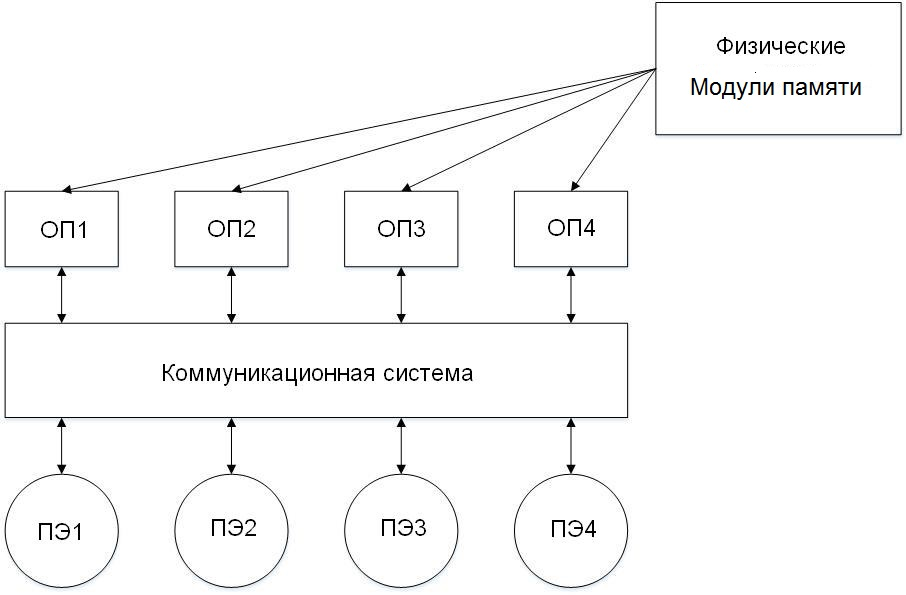 Физические
Модули памяти
ОП1
ОП2
ОП3
ОП4
Коммуникационная система
ПЭ1
ПЭ2
ПЭ3
ПЭ4